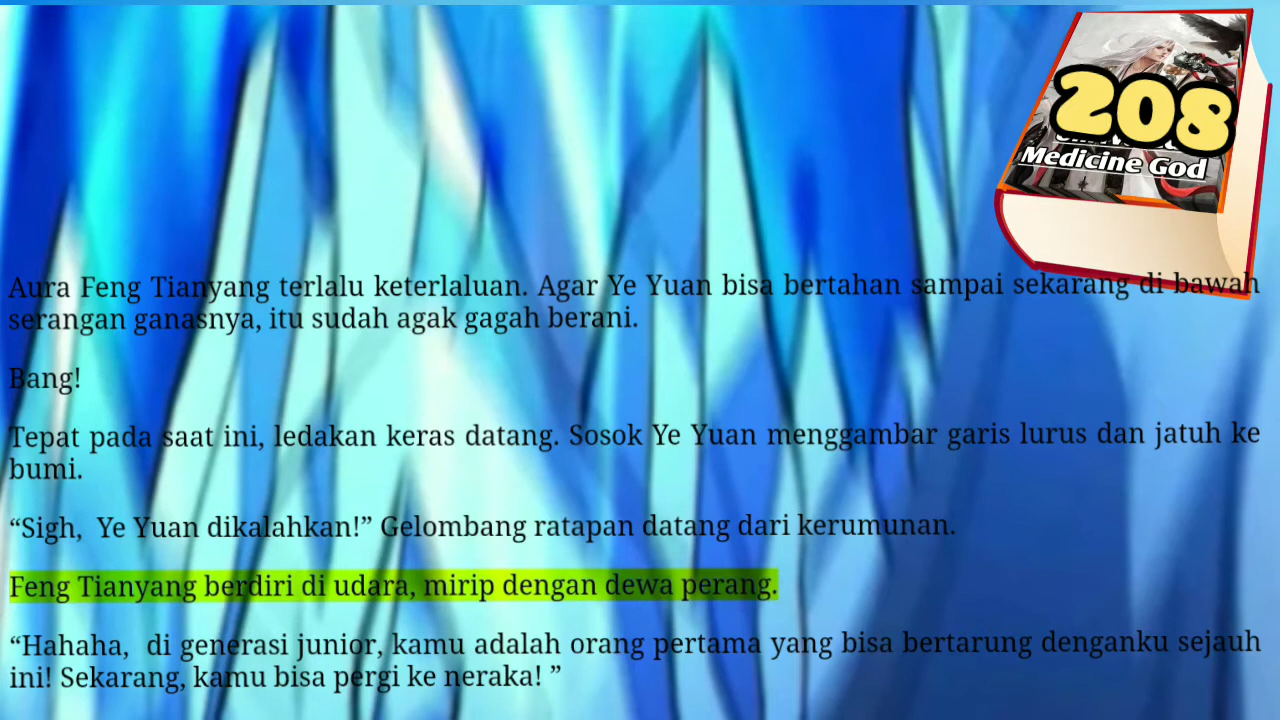 208
Medicine God
Aura Feng Tianyang terlalu keterlaluan. Agar Ye Yuan bisa bertahan sampai sekarang di bawah
serangan ganasnya, itu sudah agak gagah berani.
Bang!
Tepat pada saat ini, ledakan keras datang. Sosok Ye Yuan menggambar garis lurus dan jatuh ke
bumi.
“Sigh,  Ye Yuan dikalahkan!” Gelombang ratapan datang dari kerumunan.
Feng Tianyang berdiri di udara, mirip dengan dewa perang.
“Hahaha,  di generasi junior, kamu adalah orang pertama yang bisa bertarung denganku sejauh
ini! Sekarang, kamu bisa pergi ke neraka! ”